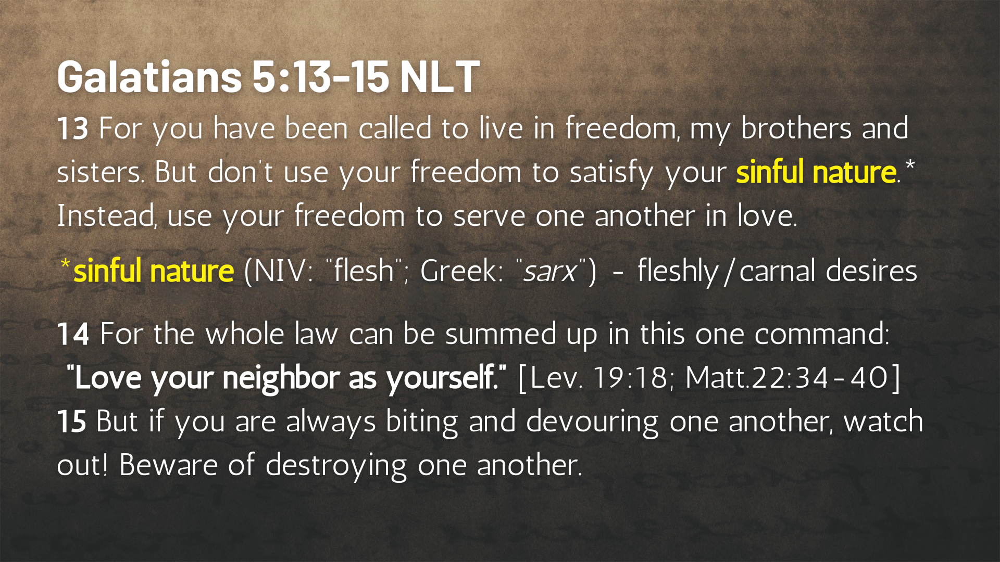 Galatians 5:13-15 NLT
13 For you have been called to live in freedom, my brothers and
sisters. But don't use your freedom to satisfy your sinful nature.*
Instead, use your freedom to serve one another in love.
*sinful nature (NIV: "flesh"; Greek: "sarx") - fleshly/carnal desires
14 For the whole law can be summed up in this one command:
"Love your neighbor as yourself." [Lev. 19:18; Matt.22:34-40]
15 But if you are always biting and devouring one another, watch
out! Beware of destroying one another.